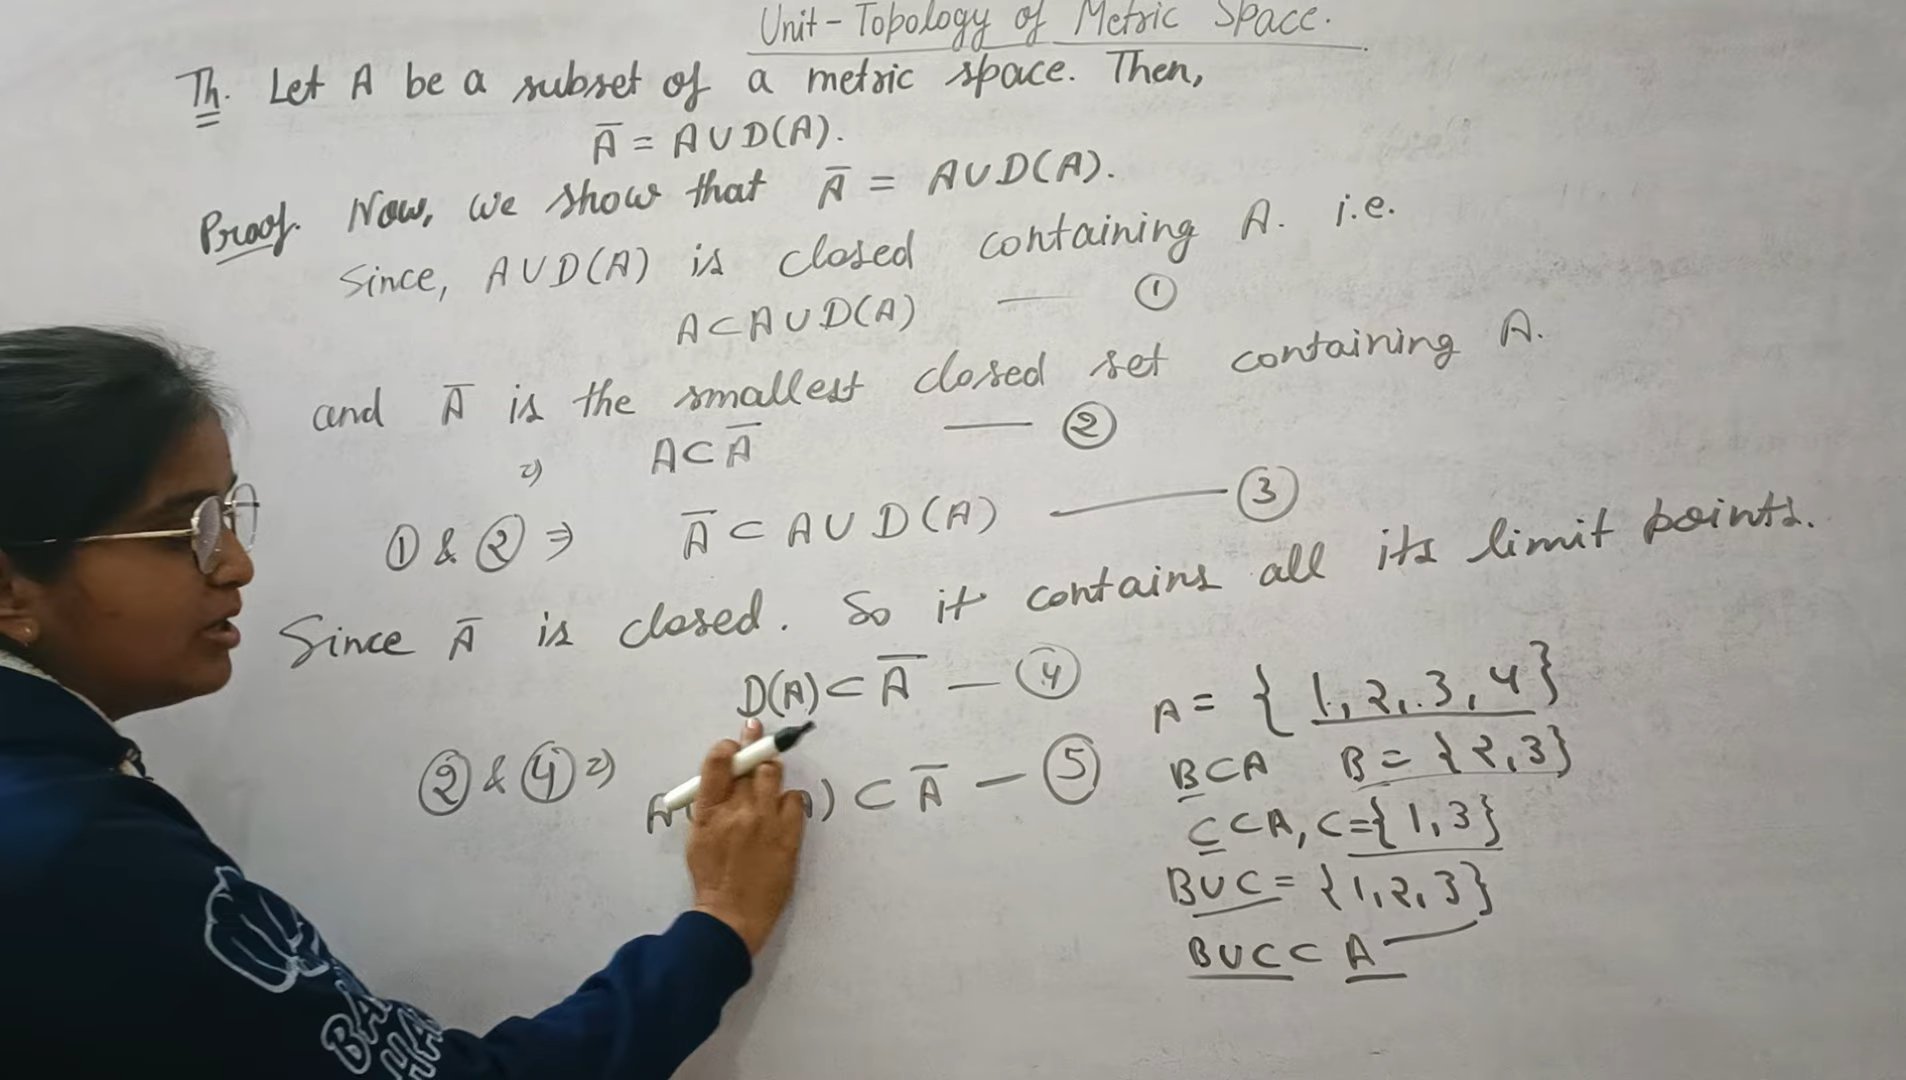 Unit - Topology of Metric Space.
Th. Let A be a subset of a metric space. Then,
A̅ = A∪D(A).
Proof. Now, we show that A̅ = A∪D(A).
Since, A∪D(A) is closed containing A. i.e.
A⊂A∪D(A) — ①
and A̅ is the smallest closed set containing A.
⇒ A⊂A̅ — ②
① & ② ⇒ A̅ ⊂ A∪D(A) — ③
Since A̅ is closed. So it contains all its limit points.
D(A)⊂A̅ — ④
② & ④ ⇒ A ) ⊂ A̅ — ⑤
A = { 1, 2, 3, 4 }
B⊂A B = {2,3}
C⊂A, C={1,3}
B∪C = {1,2,3}
B∪C⊂ A
BA
HA